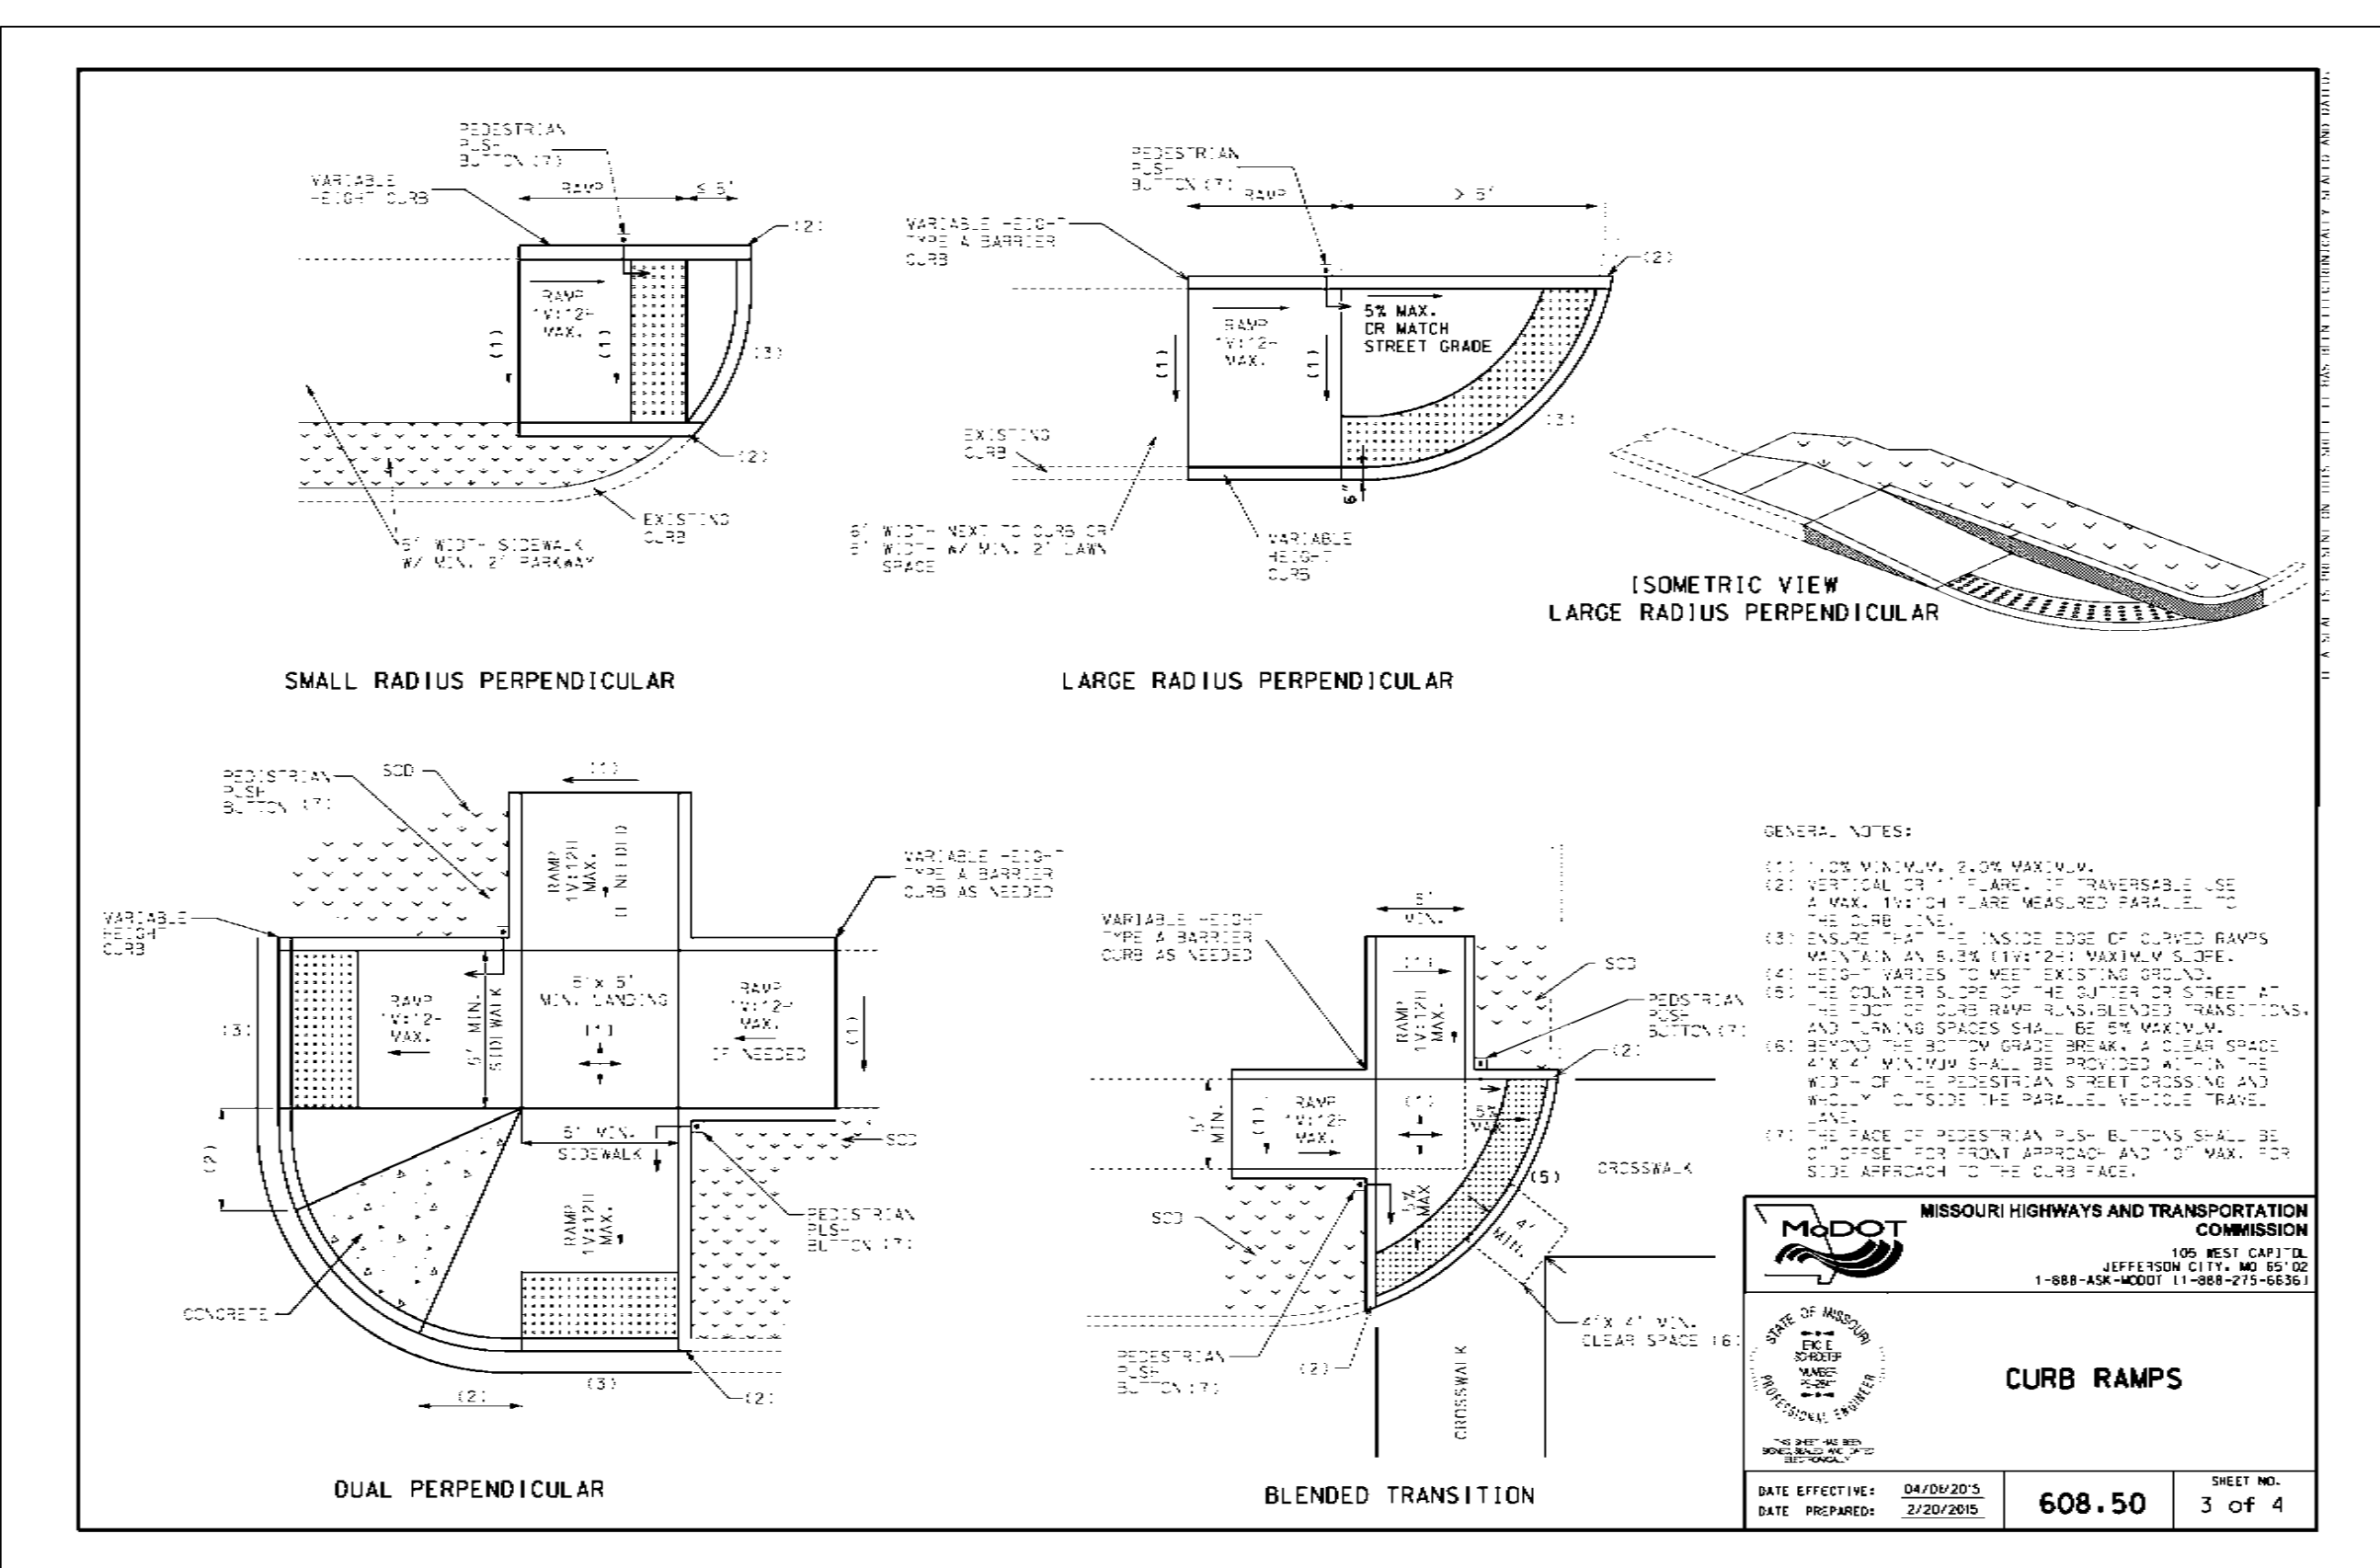 PEDESTRIAN
PUSH
BUTTON (7)
VARIABLE
HEIGHT CURB
RAMP
≤ 5'
(2)
RAMP
1V:12H
MAX.
(1)
(1)
(3)
(2)
EXISTING
CURB
5' WIDTH SIDEWALK
W/ MIN. 2' PARKWAY
SMALL RADIUS PERPENDICULAR
PEDESTRIAN
PUSH
BUTTON (7)
RAMP
> 5'
VARIABLE HEIGHT
TYPE A BARRIER
CURB
(2)
RAMP
1V:12H
MAX.
5% MAX.
OR MATCH
STREET GRADE
(1)
(1)
(3)
EXISTING
CURB
6"
6' WIDTH NEXT TO CURB OR
WIDTH W/ MIN. 2' LAWN
SPACE
VARIABLE
HEIGHT
CURB
LARGE RADIUS PERPENDICULAR
ISOMETRIC VIEW
LARGE RADIUS PERPENDICULAR
PEDISTRIAN
PUSH
BUTTON (7)
SOD
(1)
RAMP
1V:12H
MAX.
IF NEEDED
VARIABLE HEIGHT
TYPE A BARRIER
CURB AS NEEDED
VARIABLE
HEIGHT
CURB
(3)
RAMP
1V:12H
MAX.
5' MIN.
SIDEWALK
5' X 5'
MIN. LANDING
(1)
RAMP
1V:12H
MAX.
IF NEEDED
(1)
(2)
5' MIN.
SIDEWALK
SOD
RAMP
1V:12H
MAX.
PEDISTRIAN
PUSH
BUTTON (7)
CONCRETE
(2)
(3)
(2)
DUAL PERPENDICULAR
5'
MIN.
VARIABLE HEIGHT
TYPE A BARRIER
CURB AS NEEDED
(1)
RAMP
1V:12H
MAX.
SOD
PEDSTRIAN
PUSH
BUTTON (7)
(2)
5'
MIN.
(1)
RAMP
1V:12H
MAX.
(1)
5%
MAX
5%
MAX
(5)
CROSSWALK
SOD
4'
MIN.
4'X 4' MIN.
CLEAR SPACE (6)
PEDESTRIAN
PUSH
BUTTON (7)
(2)
CROSSWALK
BLENDED TRANSITION
GENERAL NOTES:
(1) 1.0% MINIMUM, 2.0% MAXIMUM.
(2) VERTICAL OR 1' FLARE. IF TRAVERSABLE USE
A MAX. 1V:10H FLARE MEASURED PARALLEL TO
THE CURB LINE.
(3) ENSURE THAT THE INSIDE EDGE OF CURVED RAMPS
MAINTAIN AN 8.3% (1V:12H) MAXIMUM SLOPE.
(4) HEIGHT VARIES TO MEET EXISTING GROUND.
(5) THE COUNTER SLOPE OF THE GUTTER OR STREET AT
THE FOOT OF CURB RAMP RUNS,BLENDED TRANSITIONS,
AND TURNING SPACES SHALL BE 5% MAXIMUM.
(6) BEYOND THE BOTTOM GRADE BREAK, A CLEAR SPACE
4'X 4' MINIMUM SHALL BE PROVIDED WITHIN THE
WIDTH OF THE PEDESTRIAN STREET CROSSING AND
WHOLLY OUTSIDE THE PARALLEL VEHICLE TRAVEL
LANE.
(7) THE FACE OF PEDESTRIAN PUSH BUTTONS SHALL BE
0" OFFSET FOR FRONT APPROACH AND 10" MAX. FOR
SIDE APPROACH TO THE CURB FACE.
MoDOT
MISSOURI HIGHWAYS AND TRANSPORTATION
COMMISSION
105 WEST CAPITOL
JEFFERSON CITY, MO 65102
1-888-ASK-MODOT (1-888-275-6636)
STATE OF MISSOURI
ERIC E
SCHROETER
NUMBER
PROFESSIONAL ENGINEER
THIS SHEET HAS BEEN
SIGNED, SEALED AND DATED
ELECTRONICALLY
CURB RAMPS
DATE EFFECTIVE: 04/06/2015
DATE PREPARED: 2/20/2015
608.50
SHEET NO.
3 of 4